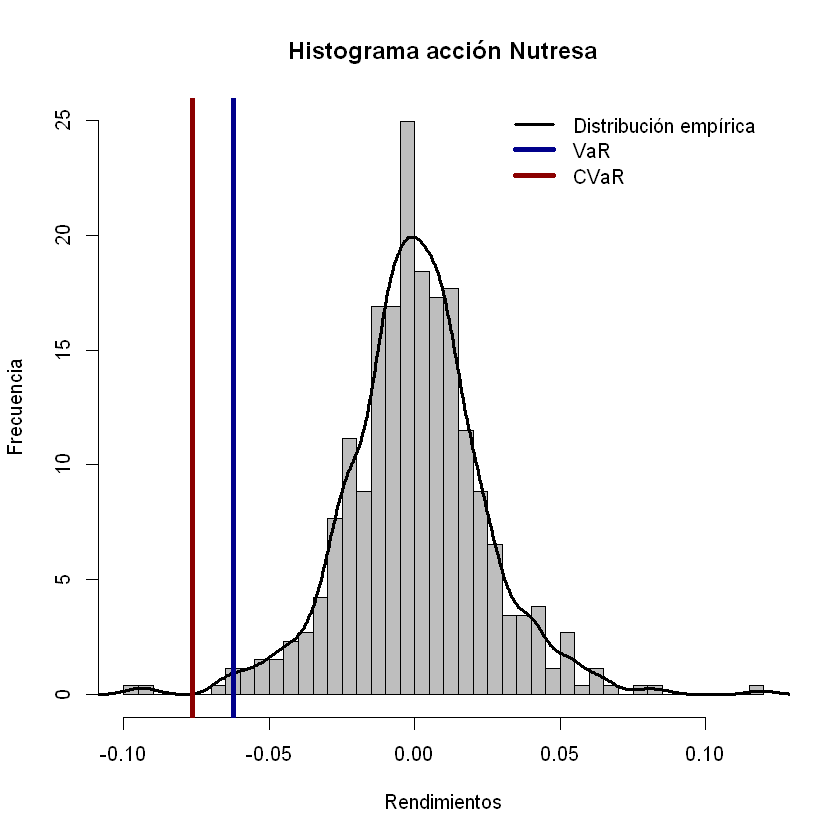 Histograma acción Nutresa
Distribución empírica
VaR
CVaR
Frecuencia
25
20
15
10
5
0
-0.10
-0.05
0.00
0.05
0.10
Rendimientos